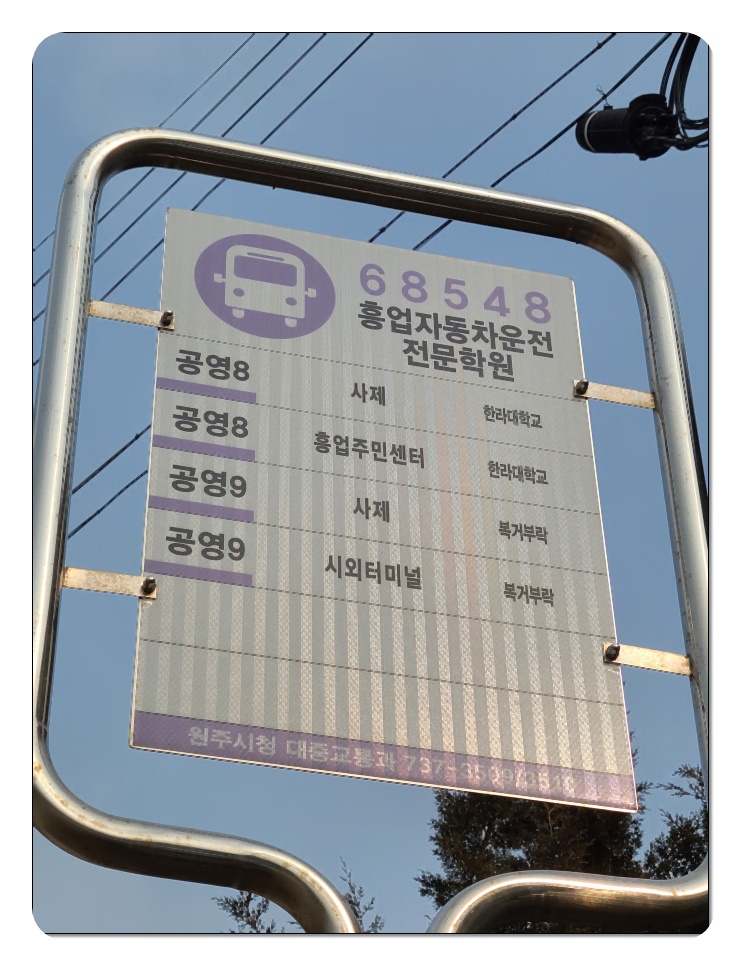 68548
흥업자동차운전
전문학원
공영8 사제 한라대학교
공영8 흥업주민센터 한라대학교
공영9 사제 복거부락
공영9 시외터미널 복거부락
원주시청 대중교통과